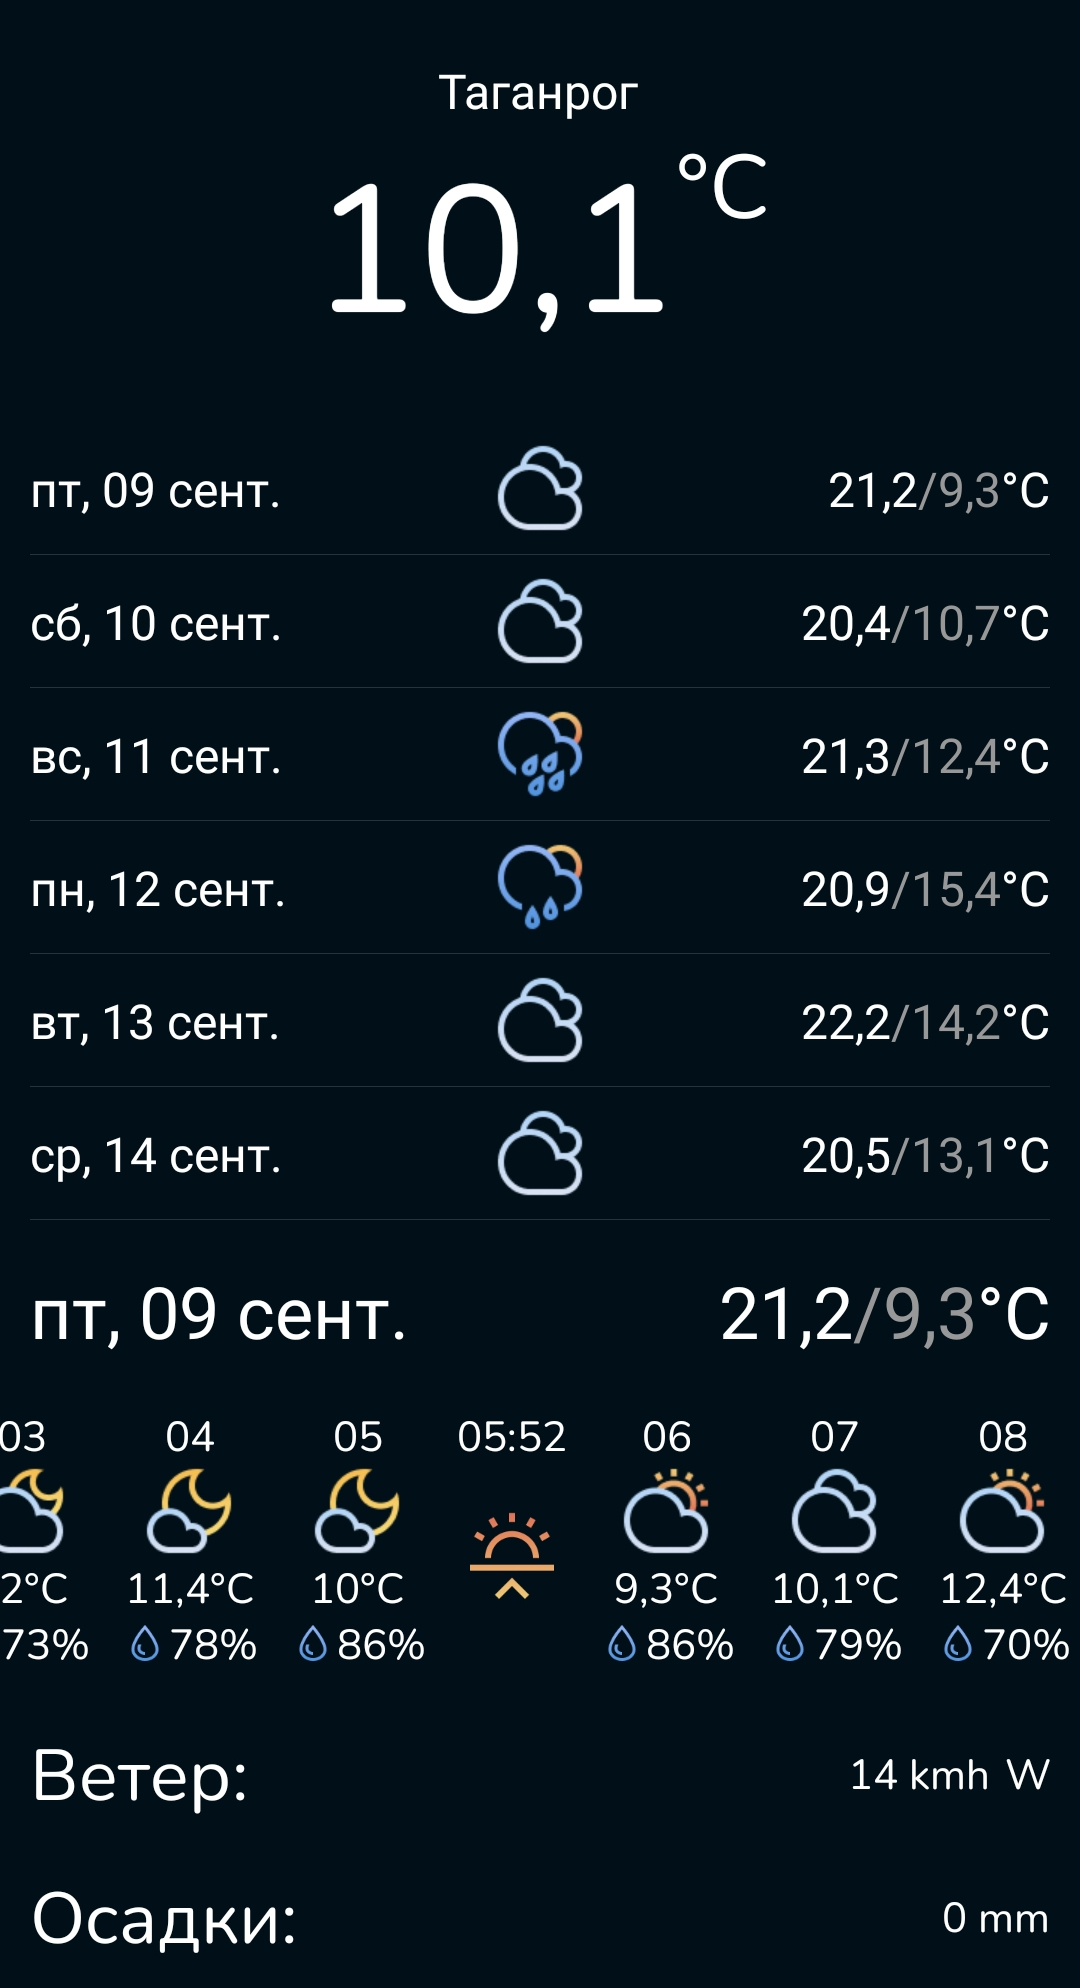 Таганрог
10,1°C
пт, 09 сент. 21,2/9,3°C
сб, 10 сент. 20,4/10,7°C
вс, 11 сент. 21,3/12,4°C
пн, 12 сент. 20,9/15,4°C
вт, 13 сент. 22,2/14,2°C
ср, 14 сент. 20,5/13,1°C
пт, 09 сент. 21,2/9,3°C
03 04 05 05:52 06 07 08
2°C 11,4°C 10°C 9,3°C 10,1°C 12,4°C
73% 78% 86% 86% 79% 70%
Ветер: 14 kmh W
Осадки: 0 mm